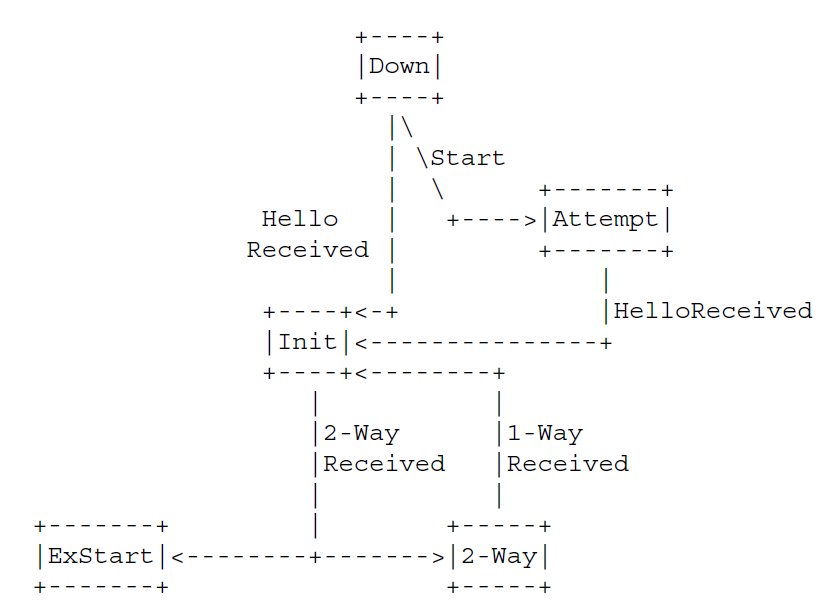 +----+
|Down|
+----+
|\
| \Start
| \ +-------+
Hello | +---->|Attempt|
Received | +-------+
| |
+----+<-+ |HelloReceived
|Init|<---------------+
+----+<--------+
| |
|2-Way |1-Way
|Received |Received
| |
+-------+ | +-----+
|ExStart|<--------+------->|2-Way|
+-------+ +-----+